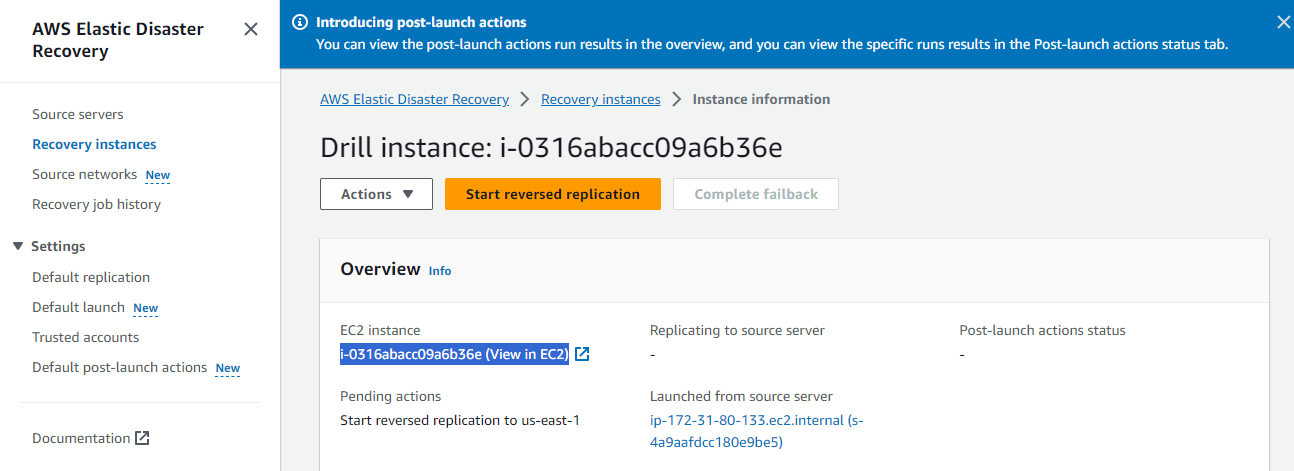 AWS Elastic Disaster
Recovery
Source servers
Recovery instances
Source networks New
Recovery job history
Settings
Default replication
Default launch New
Trusted accounts
Default post-launch actions New
Documentation
Introducing post-launch actions
You can view the post-launch actions run results in the overview, and you can view the specific runs results in the Post-launch actions status tab.
AWS Elastic Disaster Recovery > Recovery instances > Instance information
Drill instance: i-0316abacc09a6b36e
Actions Start reversed replication Complete failback
Overview Info
EC2 instance
i-0316abacc09a6b36e (View in EC2)
Replicating to source server
-
Post-launch actions status
-
Pending actions
Start reversed replication to us-east-1
Launched from source server
ip-172-31-80-133.ec2.internal (s-
4a9aafdcc180e9be5)